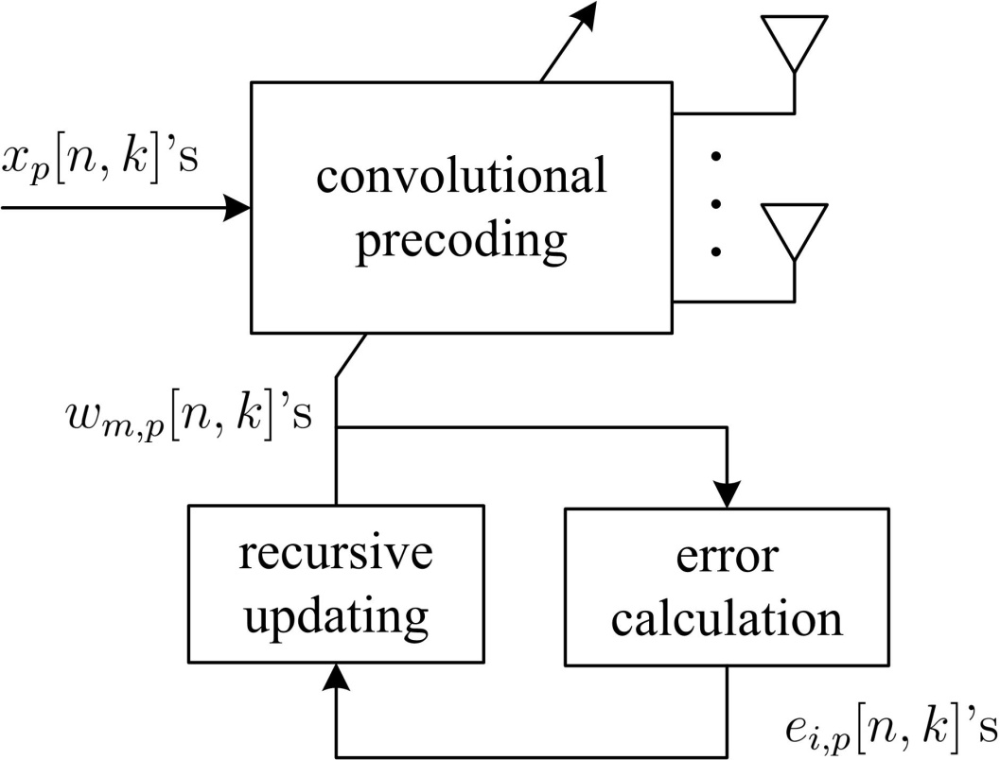 x_p[n, k]'s
convolutional
precoding
w_{m,p}[n, k]'s
recursive
updating
error
calculation
e_{i,p}[n, k]'s